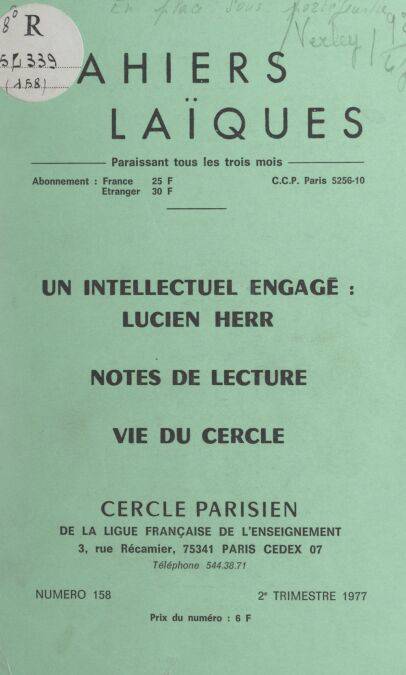 8° R
5L339
(158)
AHIERS
LAÏQUES
Paraissant tous les trois mois
Abonnement : France 25 F
Etranger 30 F
C.C.P. Paris 5256-10
UN INTELLECTUEL ENGAGÉ :
LUCIEN HERR
NOTES DE LECTURE
VIE DU CERCLE
CERCLE PARISIEN
DE LA LIGUE FRANÇAISE DE L'ENSEIGNEMENT
3, rue Récamier, 75341 PARIS CEDEX 07
Téléphone 544.38.71
NUMERO 158
2e TRIMESTRE 1977
Prix du numéro : 6 F